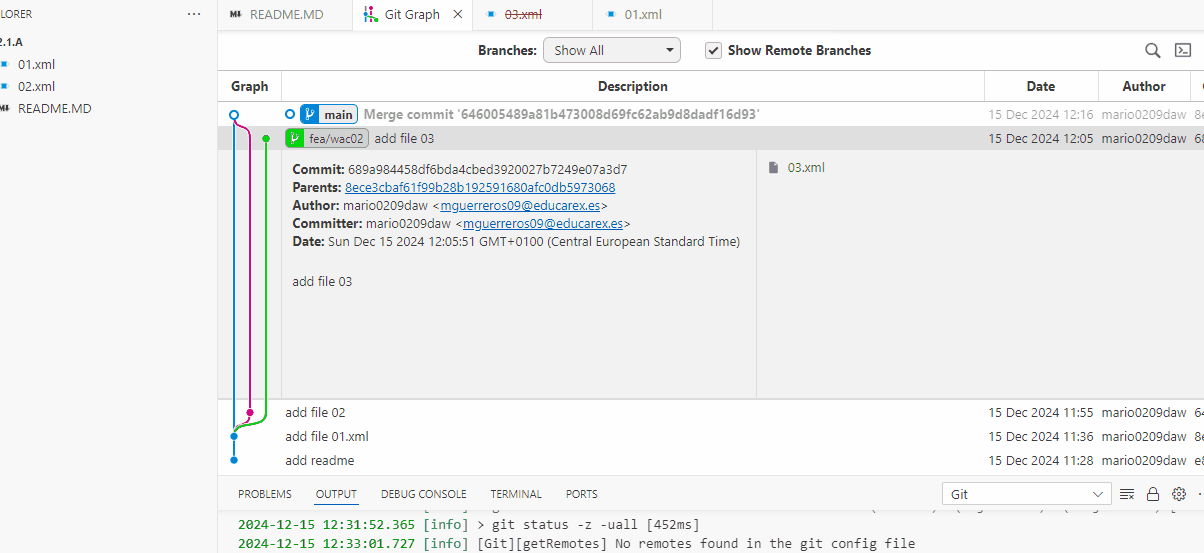 LORER ...
README.MD Git Graph 03.xml 01.xml
2.1.A
01.xml
02.xml
README.MD
Branches: Show All Show Remote Branches
Graph Description Date Author
main Merge commit '646005489a81b473008d69fc62ab9d8dadf16d93' 15 Dec 2024 12:16 mario0209daw 8e
fea/wac02 add file 03 15 Dec 2024 12:05 mario0209daw 68
Commit: 689a984458df6bda4cbed3920027b7249e07a3d7
Parents: 8ece3cbaf61f99b28b192591680afc0db5973068
Author: mario0209daw <mguerreros09@educarex.es>
Committer: mario0209daw <mguerreros09@educarex.es>
Date: Sun Dec 15 2024 12:05:51 GMT+0100 (Central European Standard Time)
add file 03
03.xml
add file 02 15 Dec 2024 11:55 mario0209daw 64
add file 01.xml 15 Dec 2024 11:36 mario0209daw 8e
add readme 15 Dec 2024 11:28 mario0209daw e8
PROBLEMS OUTPUT DEBUG CONSOLE TERMINAL PORTS Git
2024-12-15 12:31:52.365 [info] > git status -z -uall [452ms]
2024-12-15 12:33:01.727 [info] [Git][getRemotes] No remotes found in the git config file